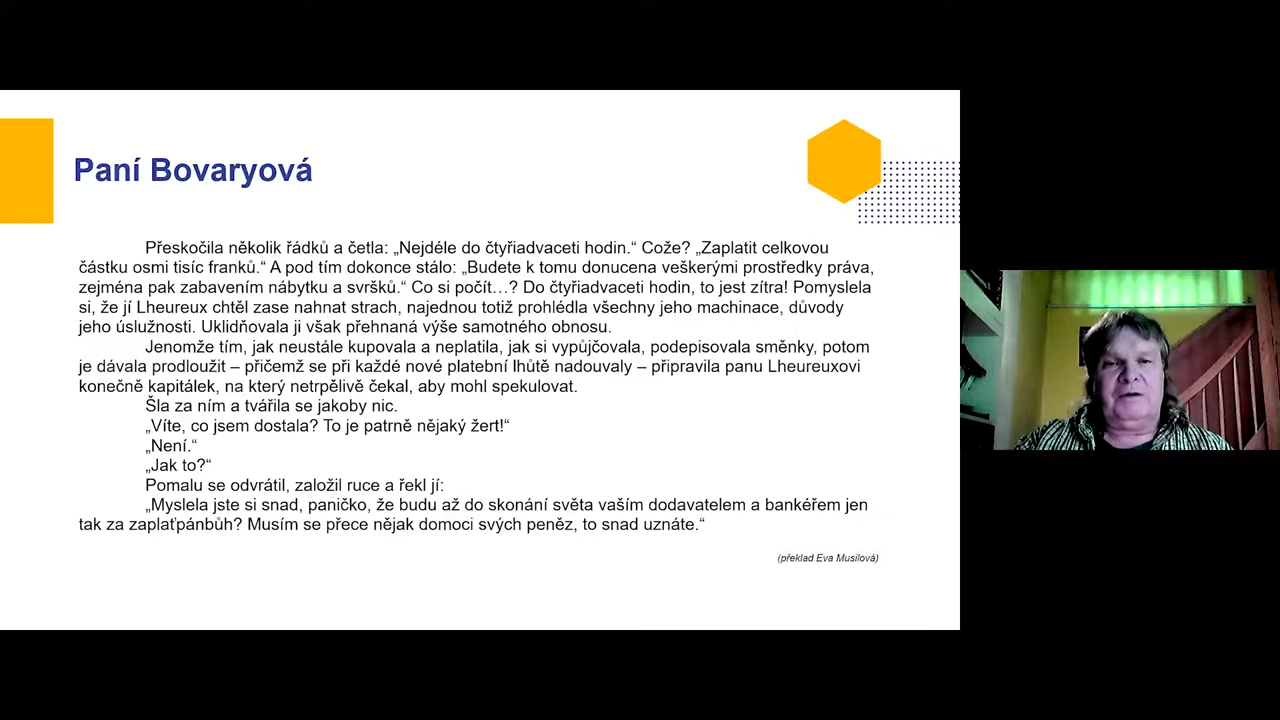 Paní Bovaryová
Přeskočila několik řádků a četla: „Nejdéle do čtyřiadvaceti hodin.“ Cože? „Zaplatit celkovou
částku osmi tisíc franků.“ A pod tím dokonce stálo: „Budete k tomu donucena veškerými prostředky práva,
zejména pak zabavením nábytku a svršků.“ Co si počít…? Do čtyřiadvaceti hodin, to jest zítra! Pomyslela
si, že jí Lheureux chtěl zase nahnat strach, najednou totiž prohlédla všechny jeho machinace, důvody
jeho úslužnosti. Uklidňovala ji však přehnaná výše samotného obnosu.
Jenomže tím, jak neustále kupovala a neplatila, jak si vypůjčovala, podepisovala směnky, potom
je dávala prodloužit – přičemž se při každé nové platební lhůtě nadouvaly – připravila panu Lheureuxovi
konečně kapitálek, na který netrpělivě čekal, aby mohl spekulovat.
Šla za ním a tvářila se jakoby nic.
„Víte, co jsem dostala? To je patrně nějaký žert!“
„Není.“
„Jak to?“
Pomalu se odvrátil, založil ruce a řekl jí:
„Myslela jste si snad, paničko, že budu až do skonání světa vaším dodavatelem a bankéřem jen
tak za zaplaťpánbůh? Musím se přece nějak domoci svých peněz, to snad uznáte.“
(překlad Eva Musilová)